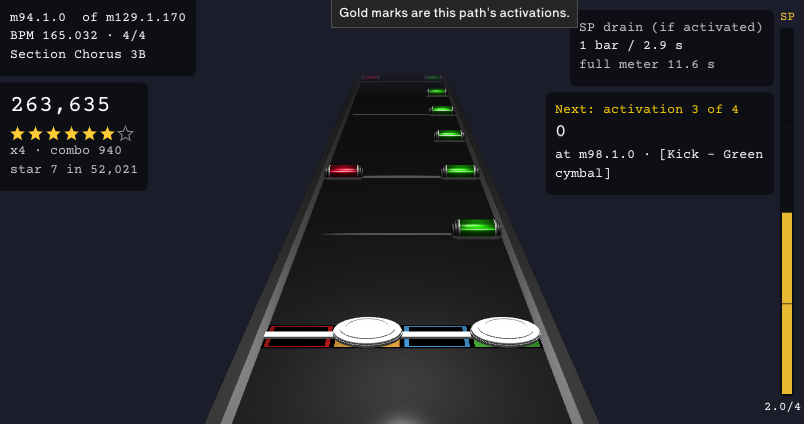 m94.1.0  of m129.1.170
BPM 165.032 · 4/4
Section Chorus 3B
Gold marks are this path's activations.
SP drain (if activated)
1 bar / 2.9 s
full meter 11.6 s
SP
263,635
x4 · combo 940
star 7 in 52,021
Next: activation 3 of 4
0
at m98.1.0 · [Kick - Green
cymbal]
2.0/4